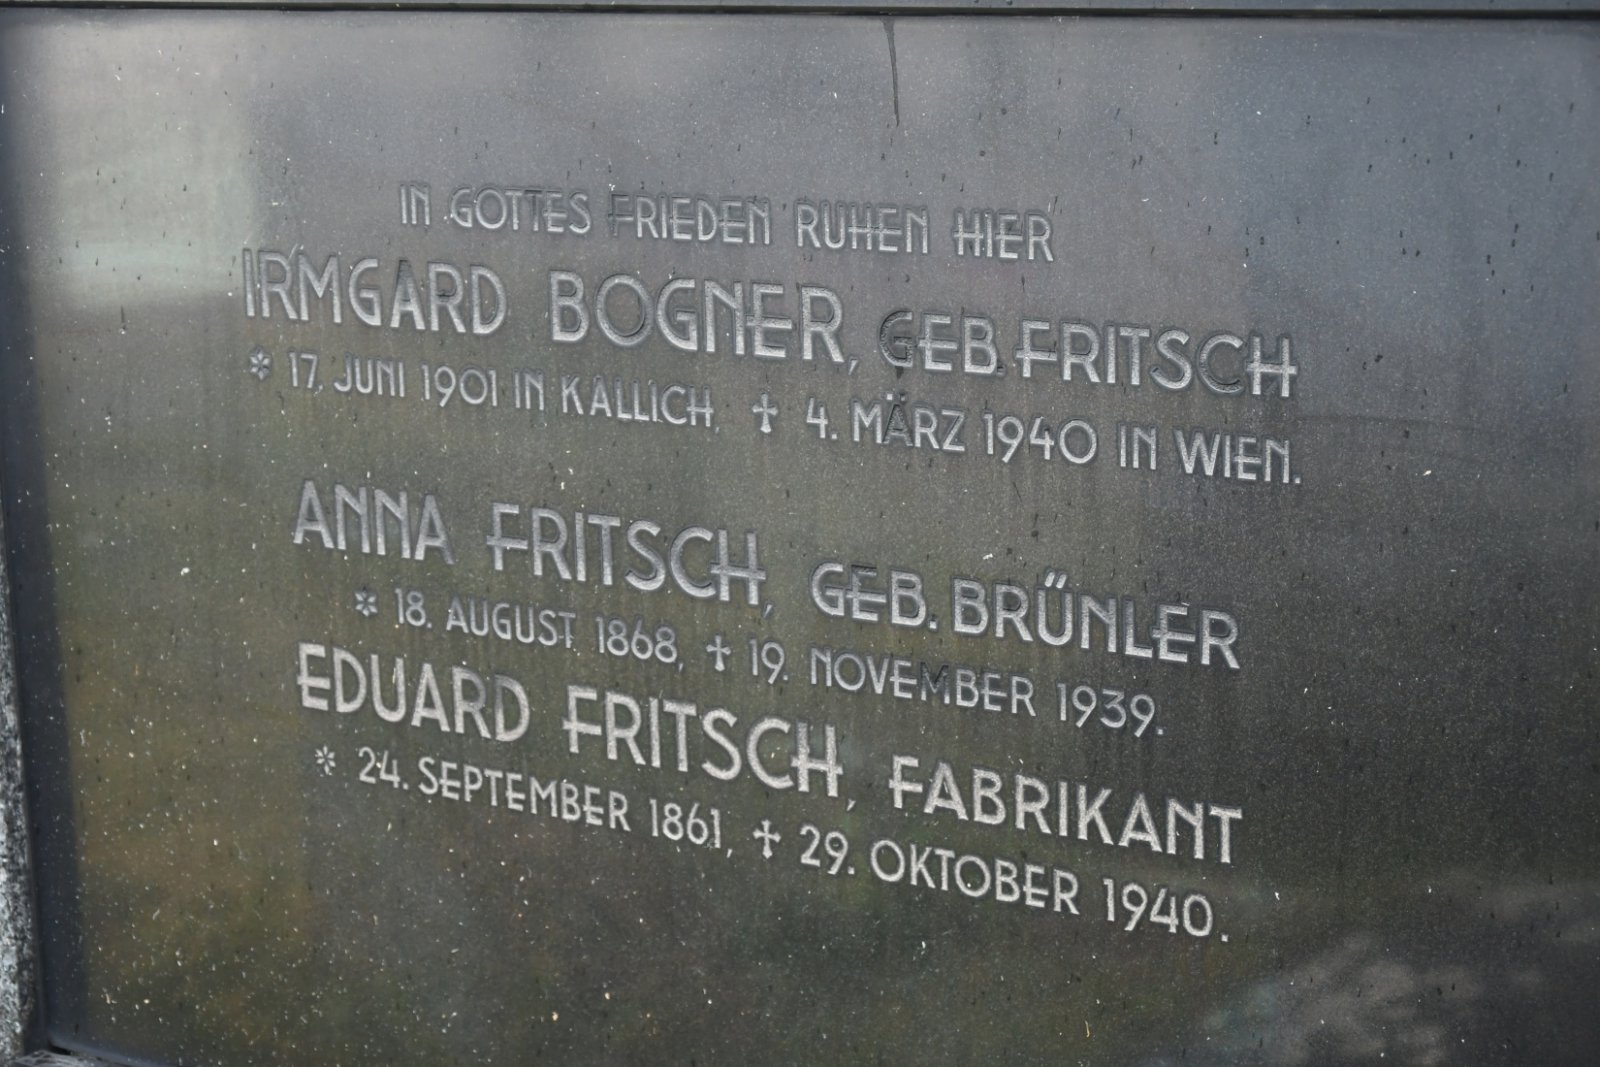 IN GOTTES FRIEDEN RUHEN HIER
IRMGARD BOGNER, GEB. FRITSCH
* 17. JUNI 1901 IN KALLICH, ✝ 4. MÄRZ 1940 IN WIEN.
ANNA FRITSCH, GEB. BRÜNLER
* 18. AUGUST 1868, ✝ 19. NOVEMBER 1939.
EDUARD FRITSCH, FABRIKANT
* 24. SEPTEMBER 1861, ✝ 29. OKTOBER 1940.